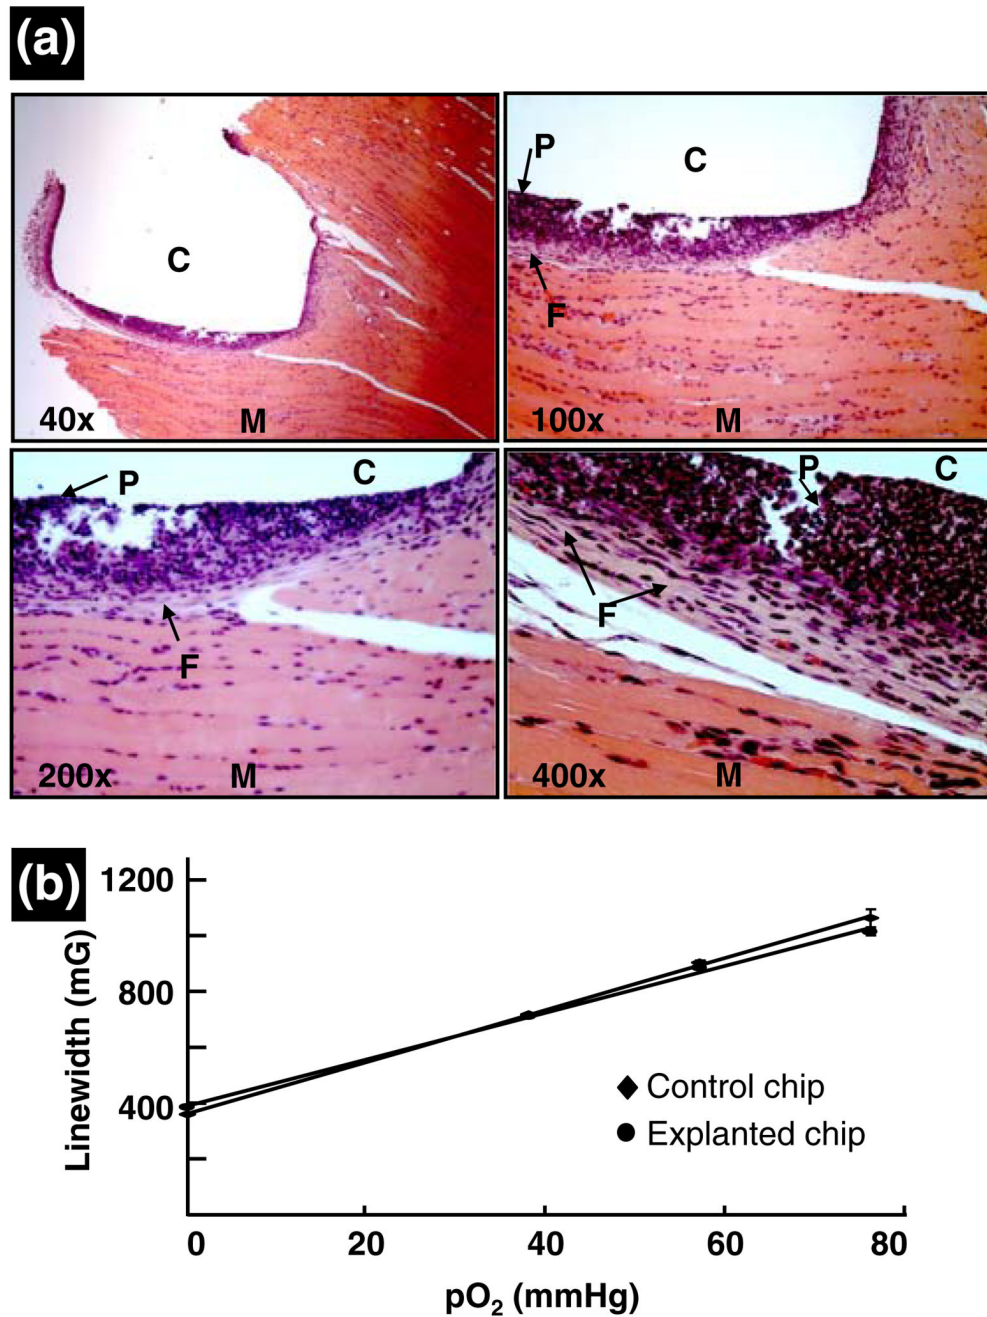 (a)
C
40x
M
P
C
F
100x
M
P
C
F
200x
M
P
C
F
400x
M
(b)
1200
800
400
Linewidth (mG)
Control chip
Explanted chip
0 20 40 60 80
pO₂ (mmHg)